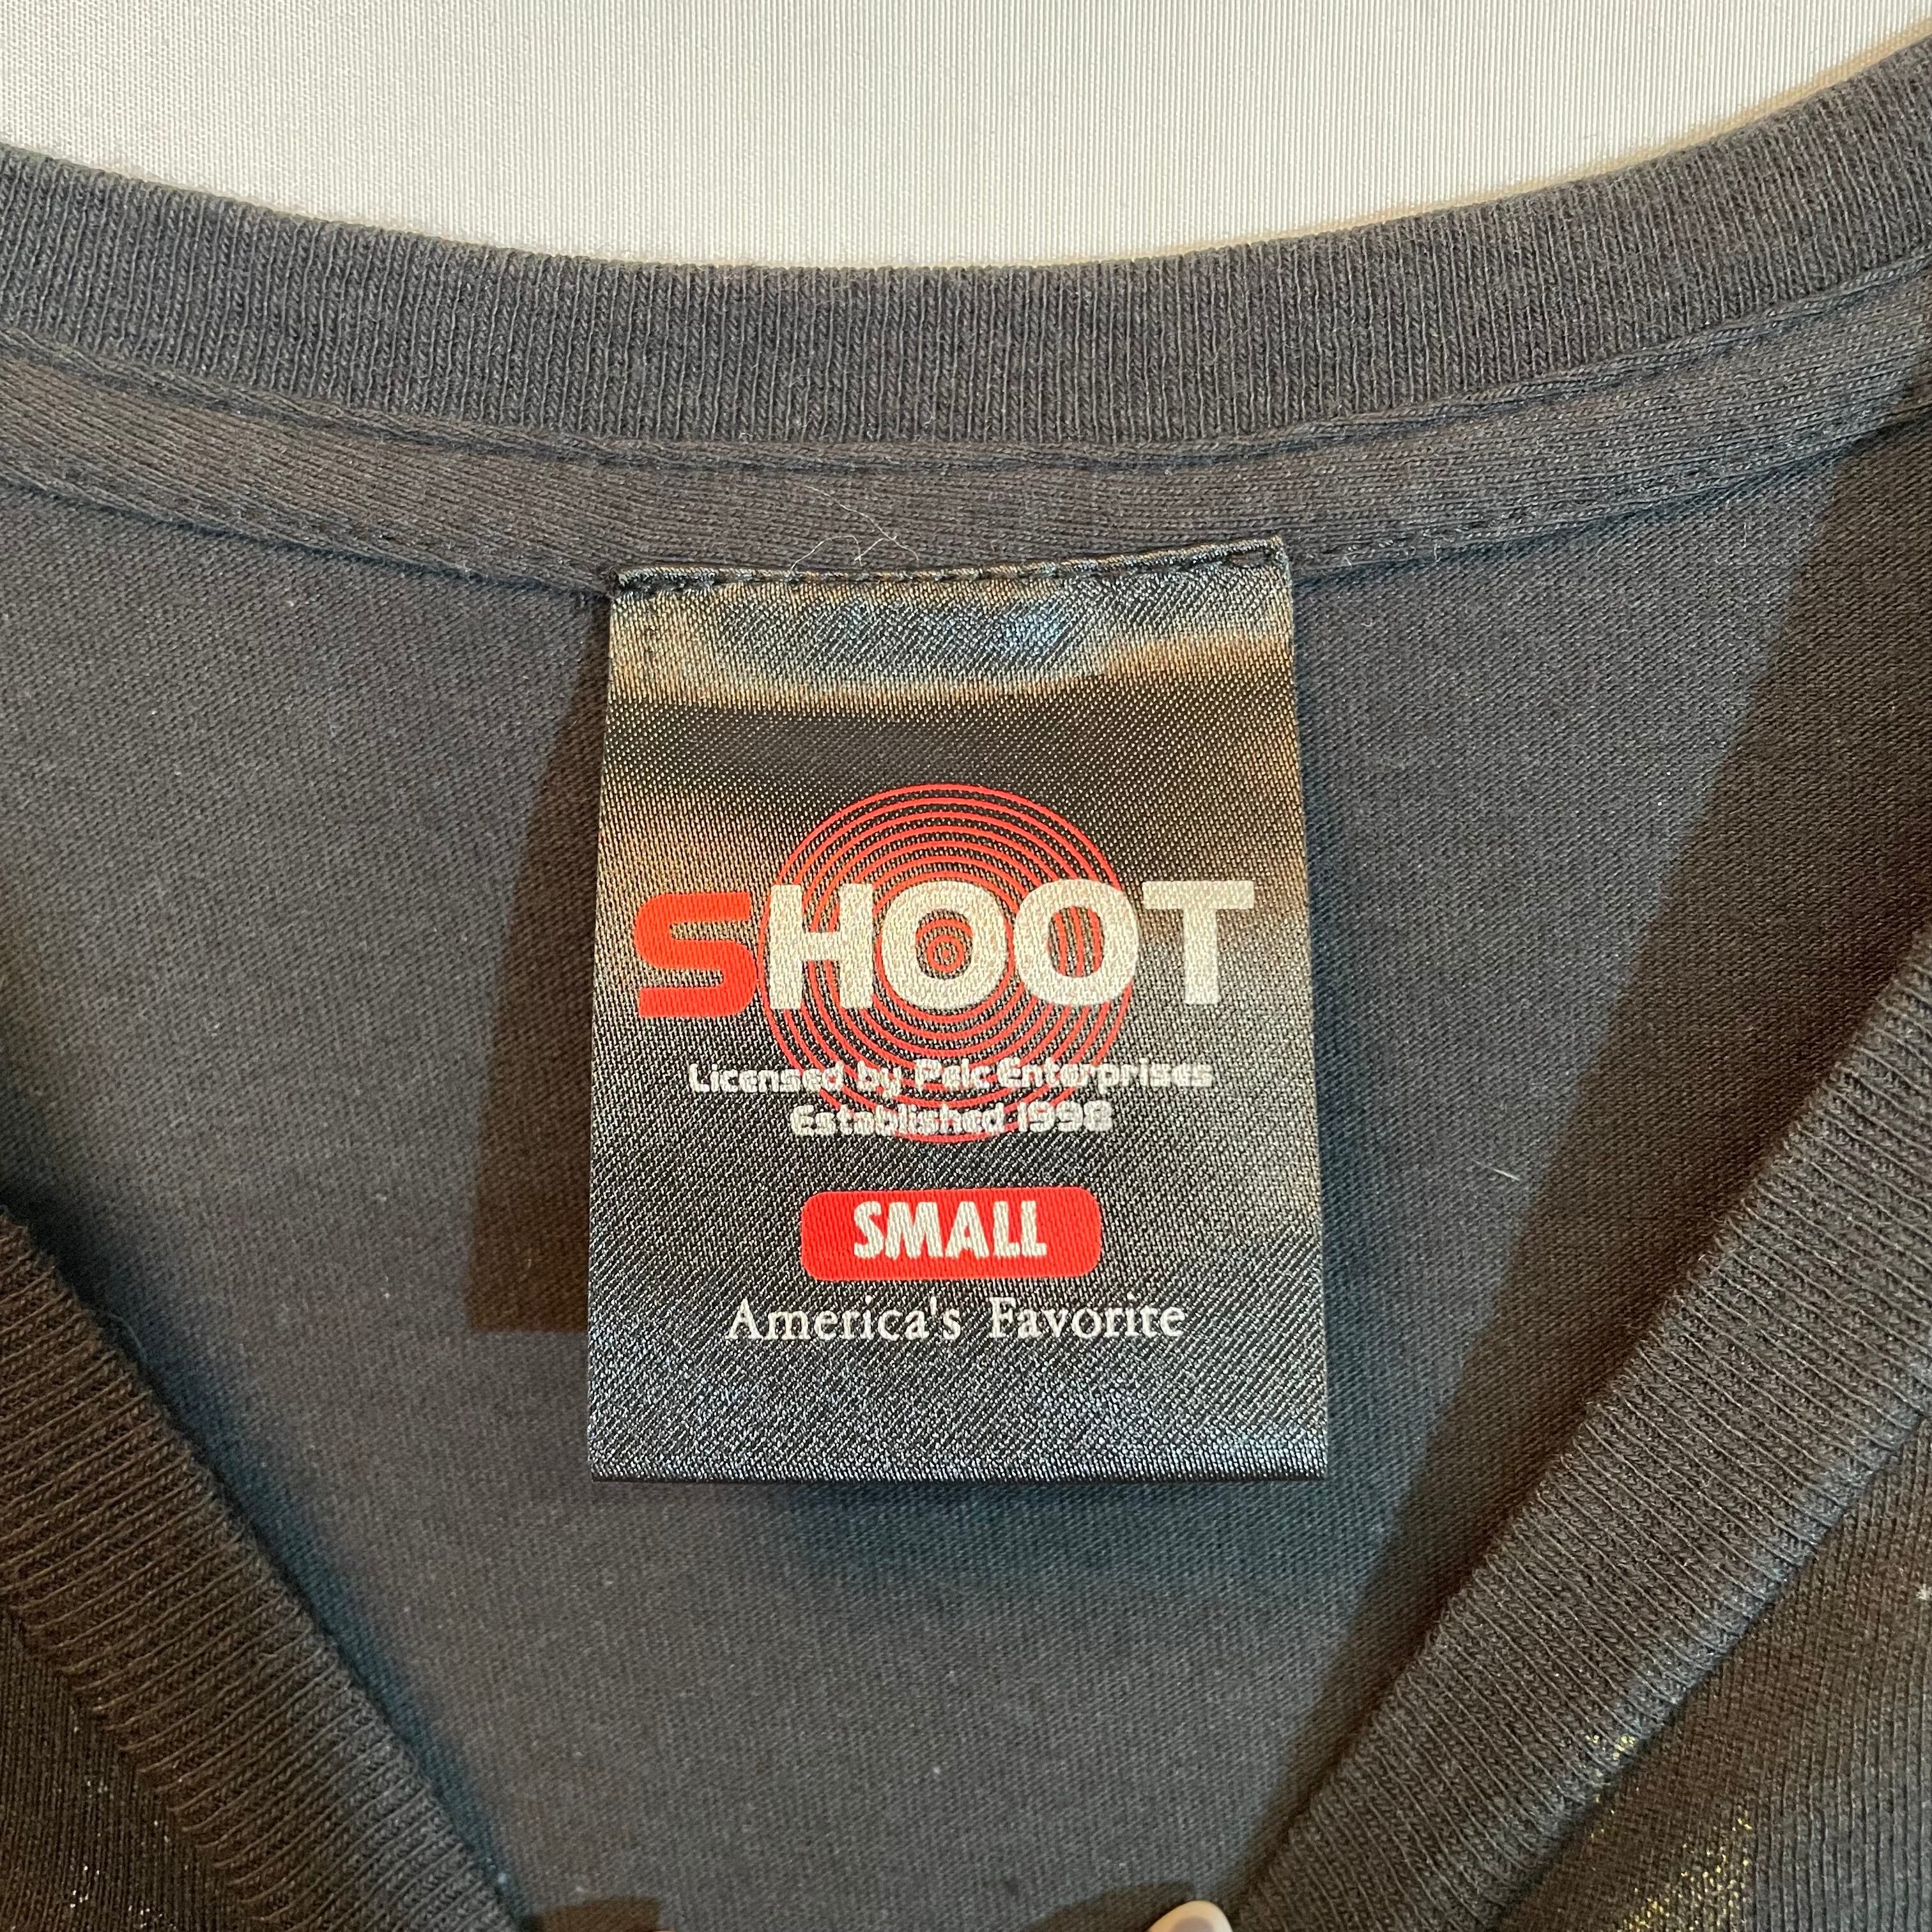 SHOOT
Licensed by Pelc Enterprises
Established 1998
SMALL
America's Favorite